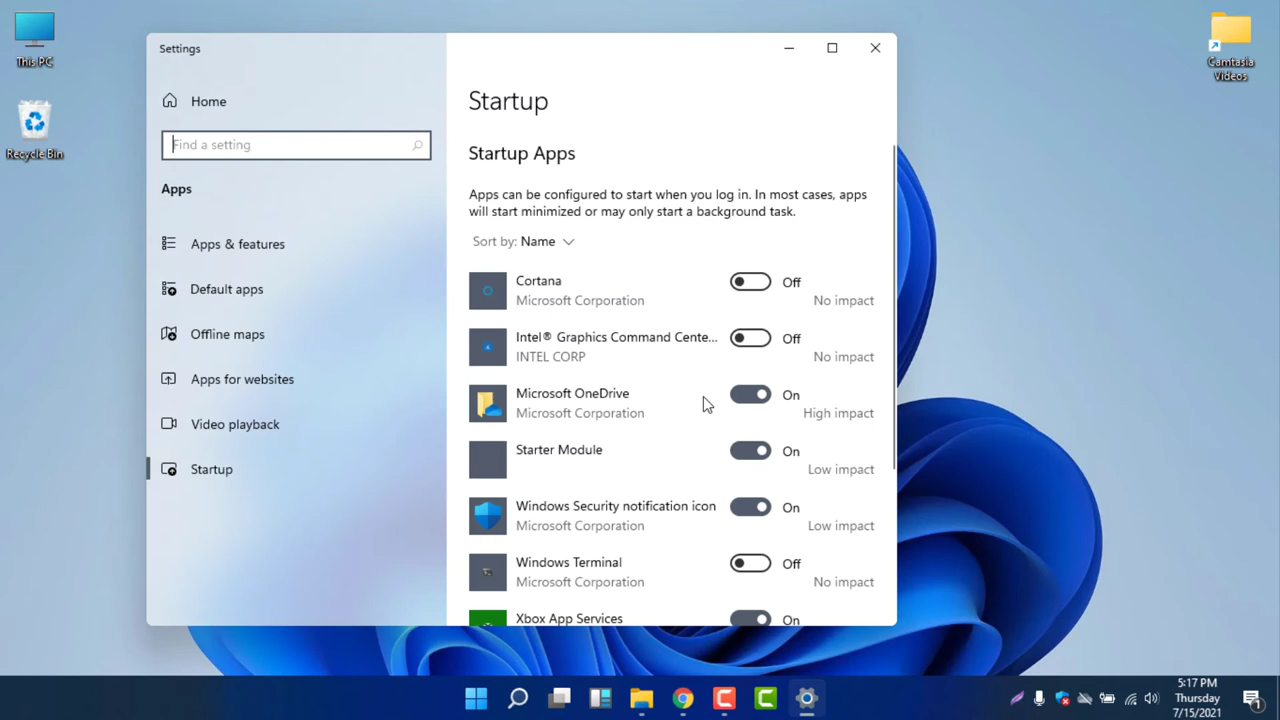 This PC
Recycle Bin
Camtasia
Videos
Settings
Home
Find a setting
Apps
Apps & features
Default apps
Offline maps
Apps for websites
Video playback
Startup
Startup
Startup Apps
Apps can be configured to start when you log in. In most cases, apps
will start minimized or may only start a background task.
Sort by: Name
Cortana
Microsoft Corporation
Off
No impact
Intel® Graphics Command Cente...
INTEL CORP
Off
No impact
Microsoft OneDrive
Microsoft Corporation
On
High impact
Starter Module
On
Low impact
Windows Security notification icon
Microsoft Corporation
On
Low impact
Windows Terminal
Microsoft Corporation
Off
No impact
Xbox App Services
On
5:17 PM
Thursday
7/15/2021
1